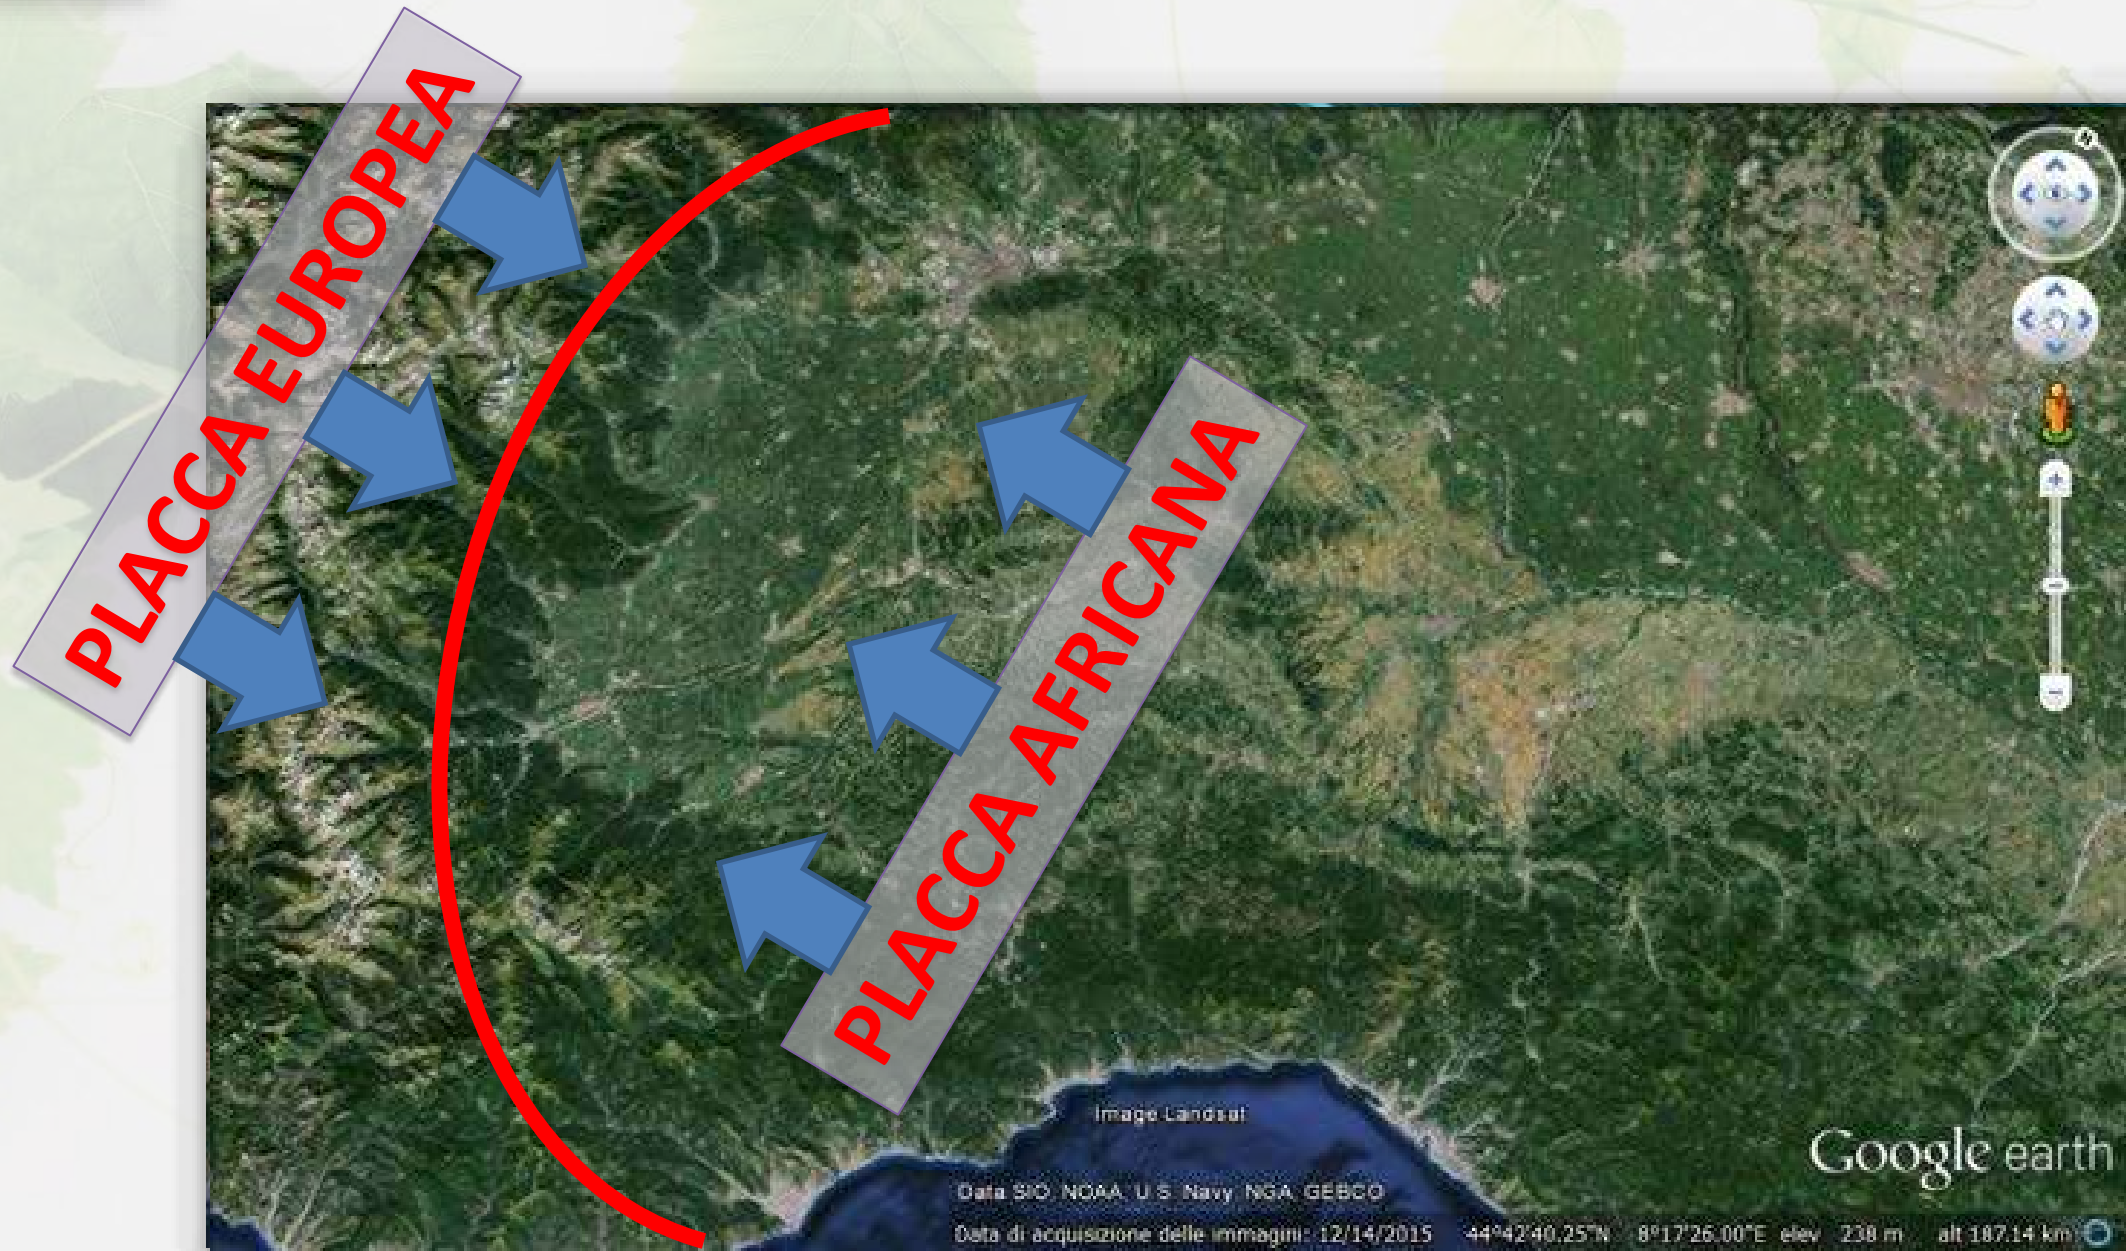 PLACCA EUROPEA
PLACCA AFRICANA
Image Landsat
Google earth
Data SIO, NOAA, U.S. Navy, NGA, GEBCO
Data di acquisizione delle immagini: 12/14/2015 44°42'40.25"N 8°17'26.00"E elev 238 m alt 187.14 km